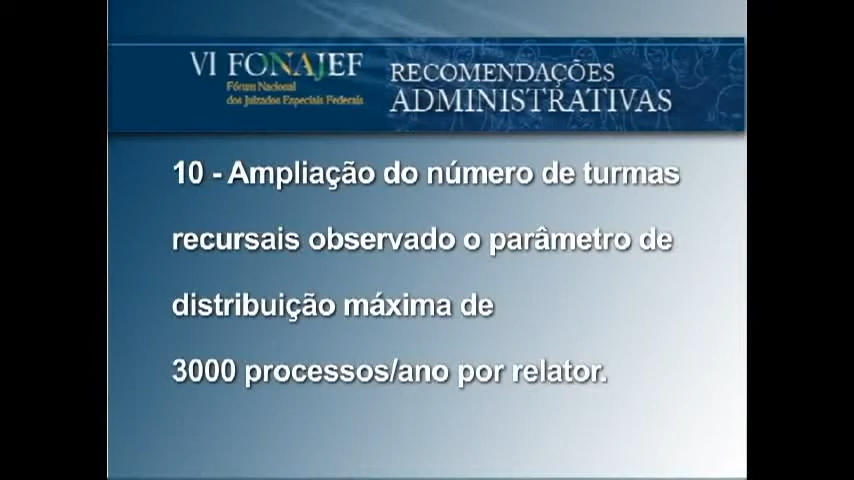 VI FONAJEF
Fórum Nacional
dos Juizados Especiais Federais
RECOMENDAÇÕES
ADMINISTRATIVAS
10 - Ampliação do número de turmas
recursais observado o parâmetro de
distribuição máxima de
3000 processos/ano por relator.